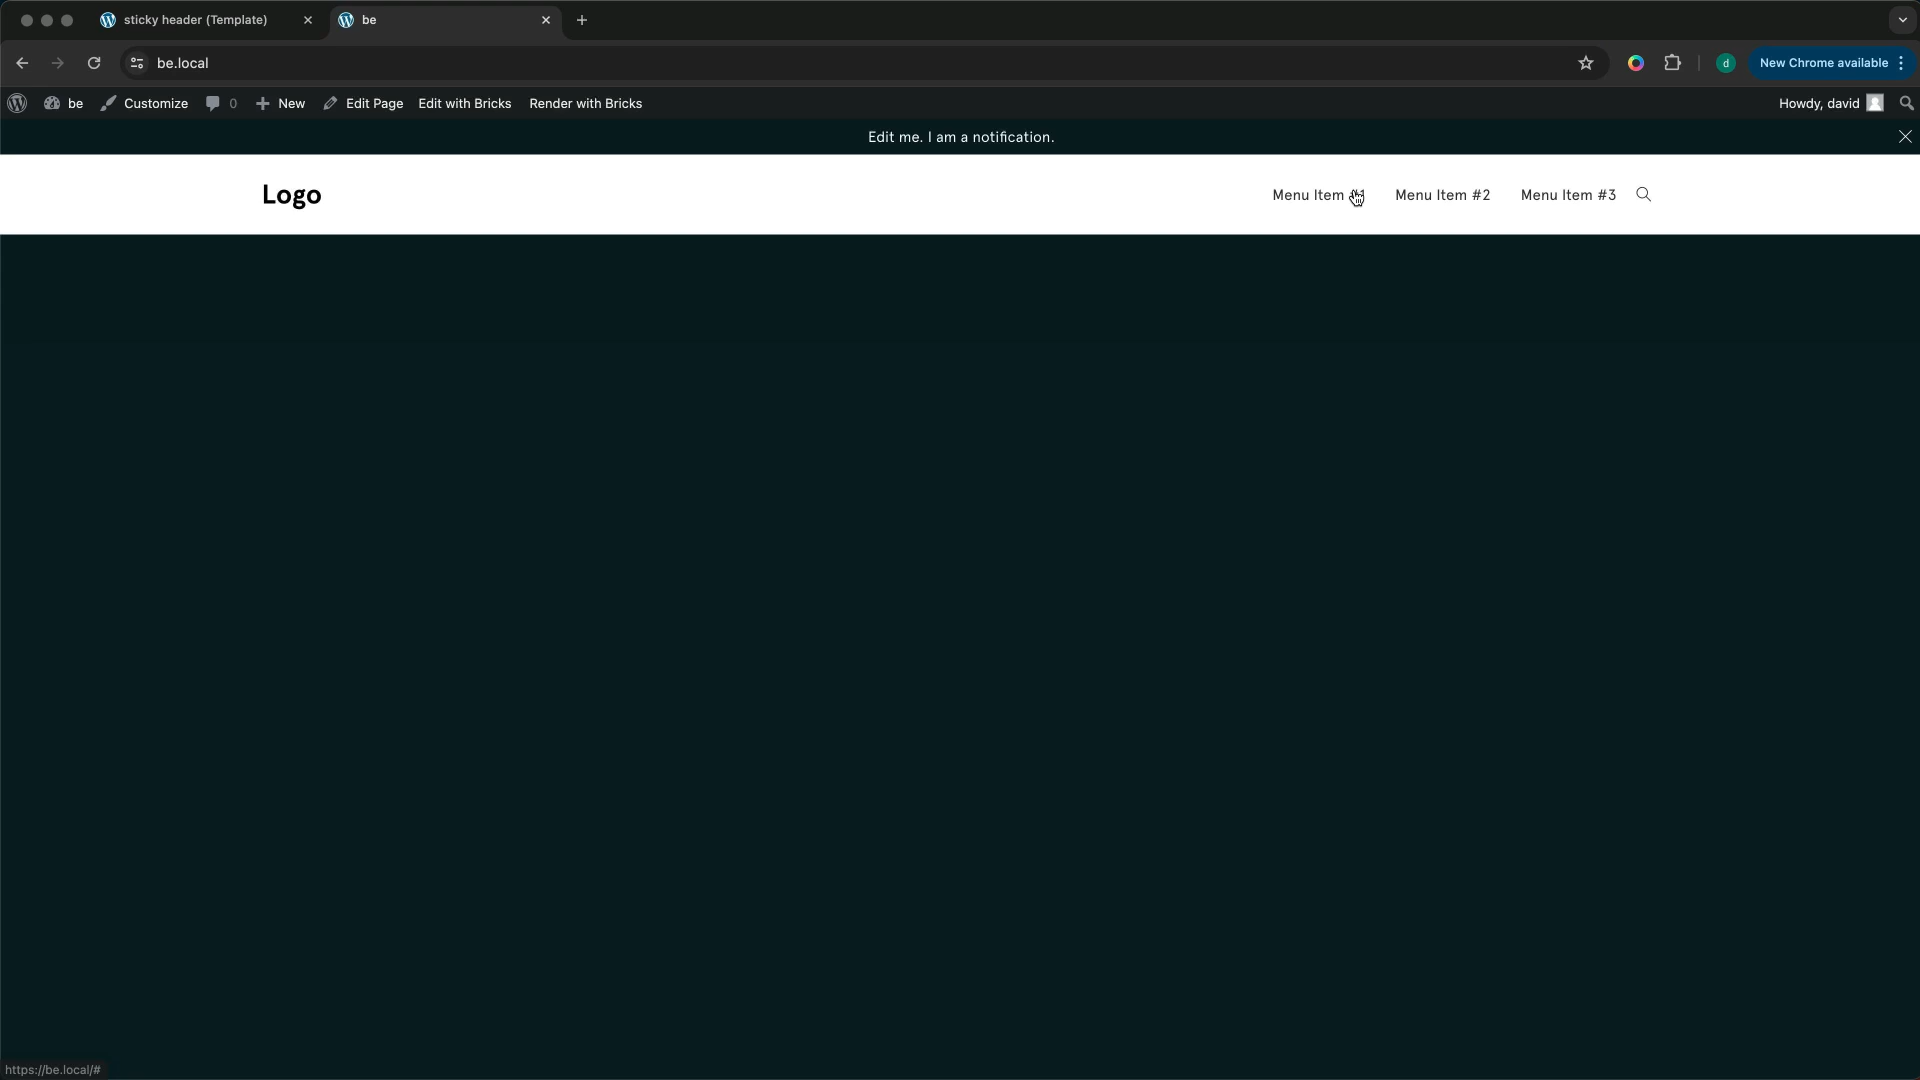 sticky header (Template)
be
be.local
d
New Chrome available
be
Customize
0
New
Edit Page
Edit with Bricks
Render with Bricks
Howdy, david
Edit me. I am a notification.
Logo
Menu Item
Menu Item #2
Menu Item #3
https://be.local/#